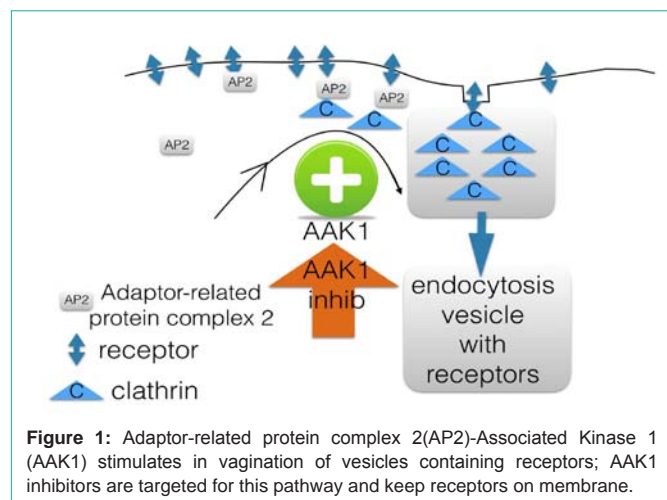 AP2
AP2
AP2
C
C
C
AP2
C
C
C
C
C
AAK1
AAK1
inhib
endocytosis
vesicle
with
receptors
AP2 Adaptor-related
protein complex 2
receptor
C clathrin
Figure 1: Adaptor-related protein complex 2(AP2)-Associated Kinase 1
(AAK1) stimulates in vagination of vesicles containing receptors; AAK1
inhibitors are targeted for this pathway and keep receptors on membrane.